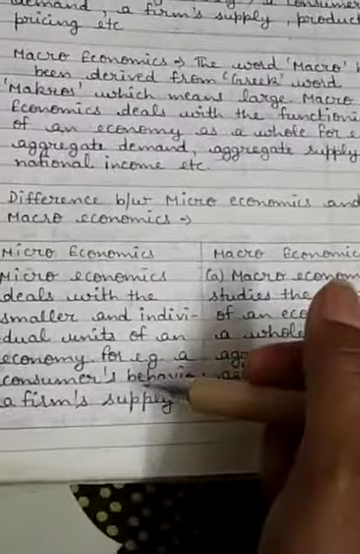 demand, a firm's supply, product
pricing etc
Macro Economics → The word 'Macro' h
been derived from 'Greek' word
'Makros' which means large Macro
Economics deals with the functioni
of an economy as a whole for e
aggregate demand, aggregate supply
national income etc
Difference b/w Micro economics and
Macro economics →
Micro Economics
Macro Economic
Micro economics
deals with the
smaller and indivi-
dual units of an
economy for e.g a
consumer's behavio
a firm's supply
(a) Macro econom
studies the
of an eco
a whole
agg